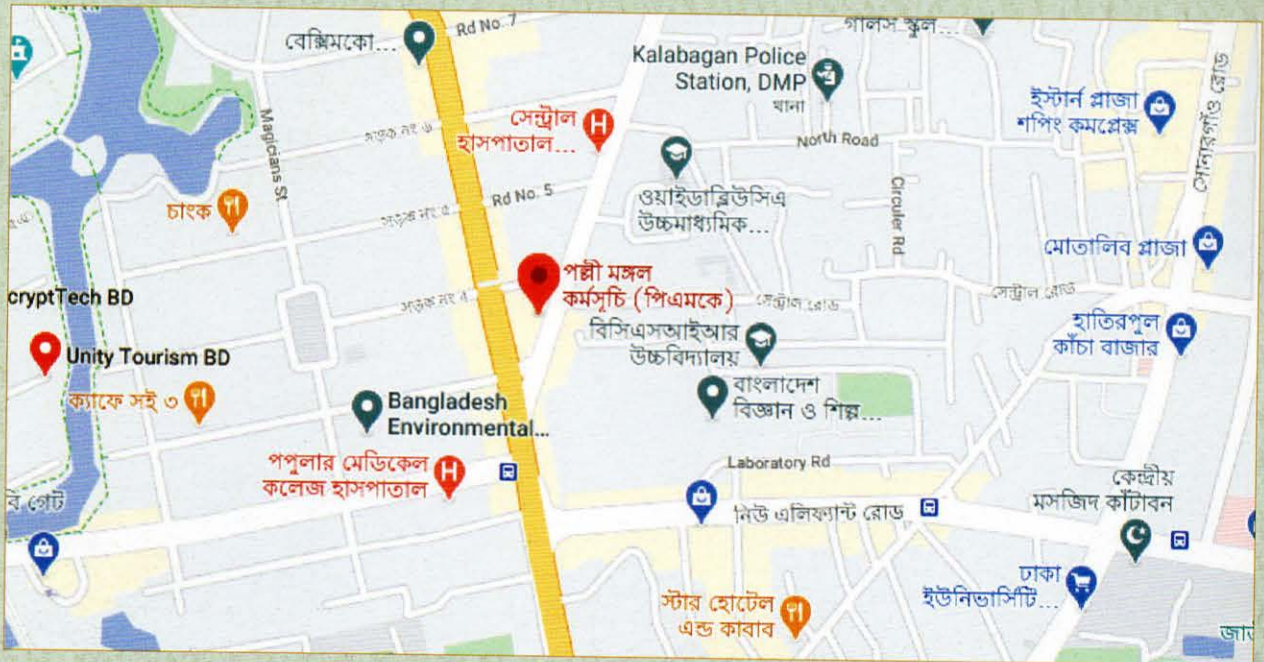 Rd No. 7
বেক্সিমকো...
গার্লস স্কুল...
Kalabagan Police
Station, DMP
থানা
ইস্টার্ন প্লাজা
শপিং কমপ্লেক্স
সোনারগাঁও রোড
Magicians St
সড়ক নং ৬
সেন্ট্রাল
হাসপাতাল...
North Road
Rd No. 5
ওয়াইডাব্লিউসিএ
উচ্চমাধ্যমিক...
Circuler Rd
চাংক
সড়ক নং ৫
মোতালিব প্লাজা
পল্লী মঙ্গল
কর্মসূচি (পিএমকে)
cryptTech BD
সড়ক নং ৪
সেন্ট্রাল রোড
সেন্ট্রাল রোড
হাতিরপুল
কাঁচা বাজার
বিসিএসআইআর
উচ্চবিদ্যালয়
Unity Tourism BD
ক্যাফে সই ৩
Bangladesh
Environmental...
বাংলাদেশ
বিজ্ঞান ও শিল্প...
পপুলার মেডিকেল
কলেজ হাসপাতাল
Laboratory Rd
কেন্দ্রীয়
মসজিদ কাঁটাবন
গেট
নিউ এলিফ্যান্ট রোড
ঢাকা
ইউনিভার্সিটি...
স্টার হোটেল
এন্ড কাবাব